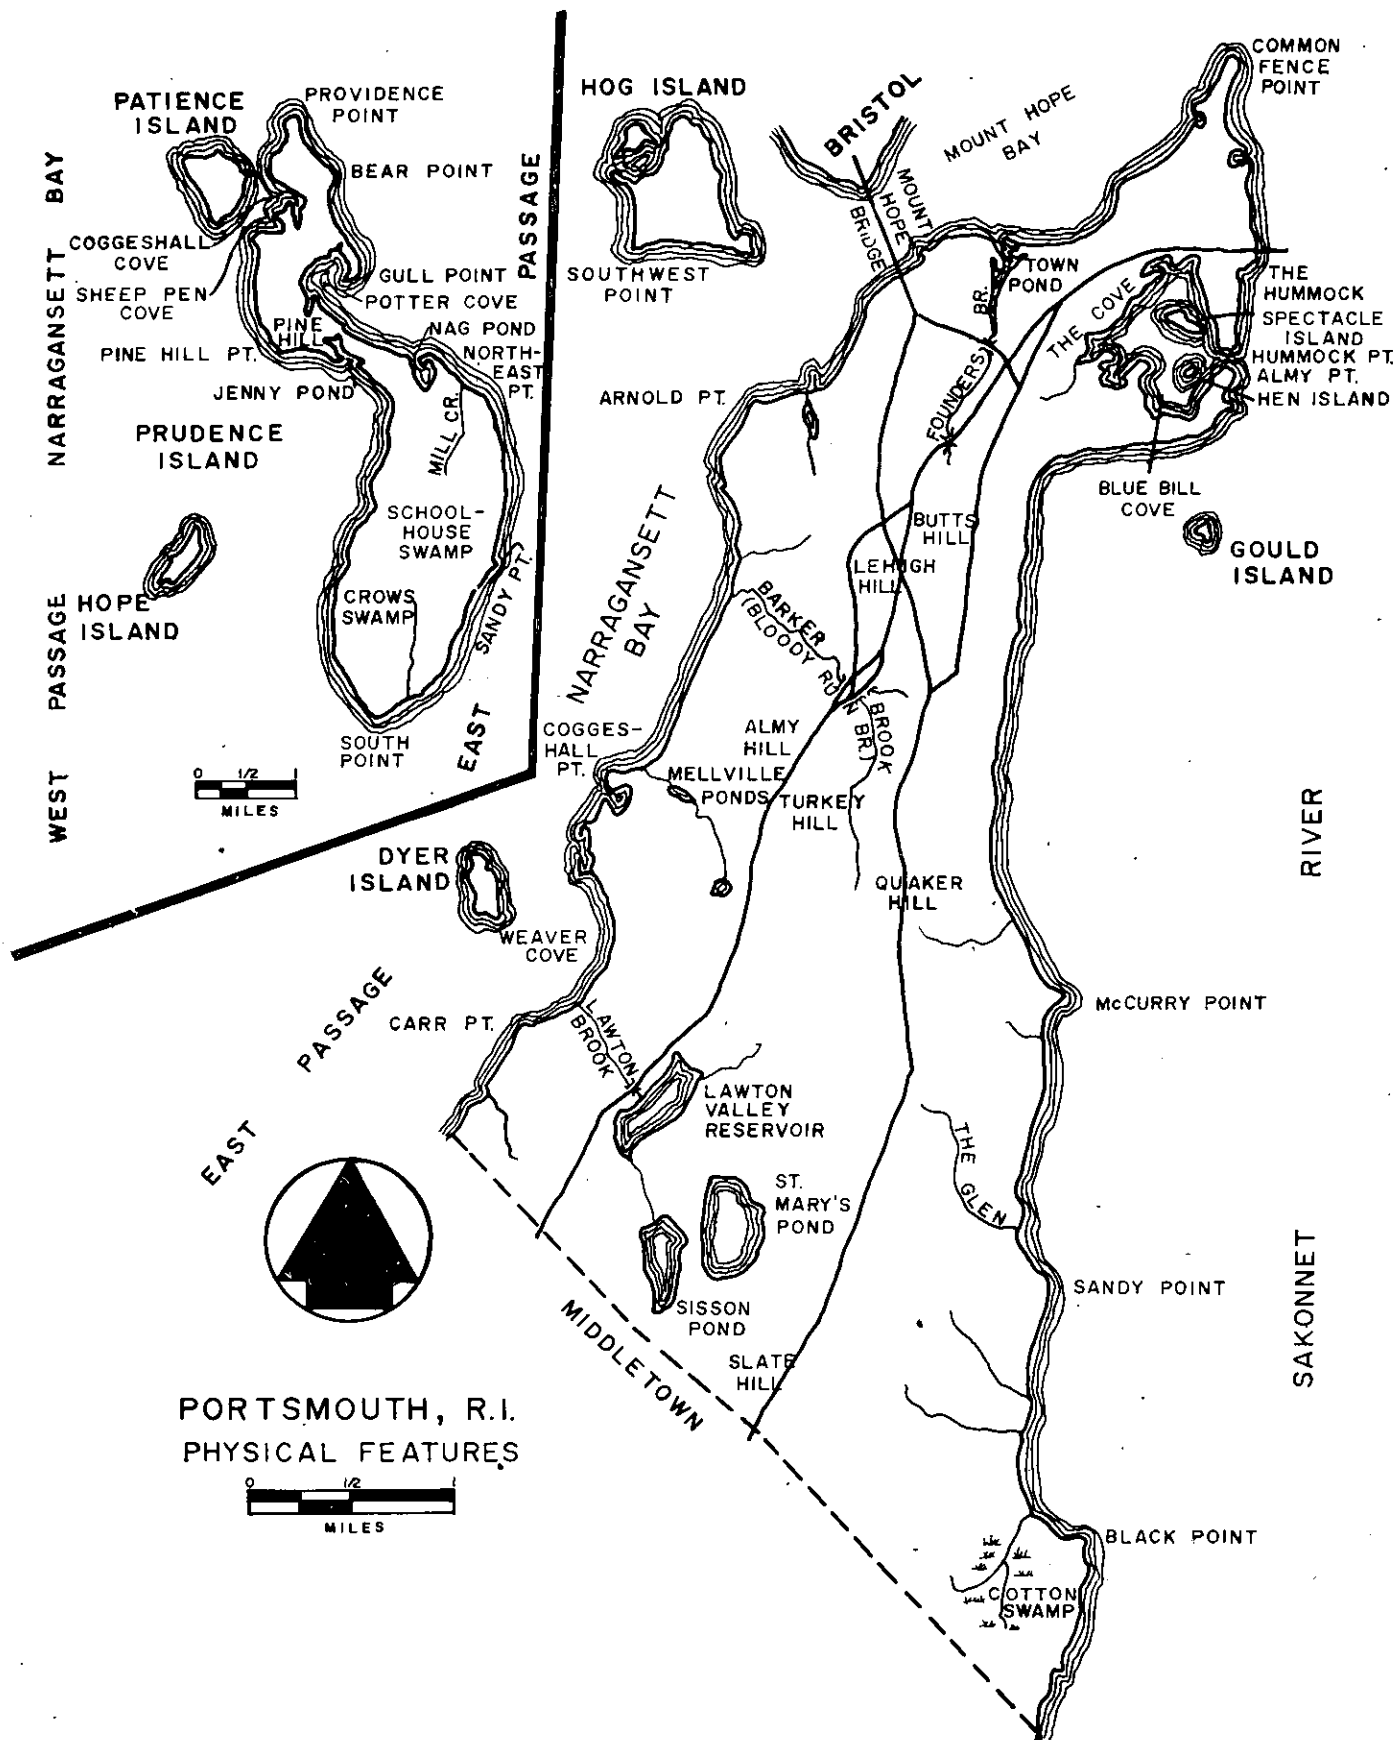 PATIENCE
ISLAND
PROVIDENCE
POINT
BEAR POINT
COGGESHALL
COVE
SHEEP PEN
COVE
GULL POINT
POTTER COVE
PINE
HILL
NAG POND
NORTH-
EAST
PT.
PINE HILL PT.
JENNY POND
MILL CR.
PRUDENCE
ISLAND
SCHOOL-
HOUSE
SWAMP
CROWS
SWAMP
SANDY PT.
HOPE
ISLAND
SOUTH
POINT
NARRAGANSETT BAY
WEST PASSAGE
EAST PASSAGE
0 1/2 1
MILES
HOG ISLAND
SOUTHWEST
POINT
BRISTOL
MOUNT HOPE
BAY
MOUNT
HOPE
BRIDGE
COMMON
FENCE
POINT
TOWN
POND
FOUNDERS BR.
THE COVE
THE
HUMMOCK
SPECTACLE
ISLAND
HUMMOCK PT.
ALMY PT.
HEN ISLAND
BLUE BILL
COVE
GOULD
ISLAND
ARNOLD PT.
BUTTS
HILL
LEHIGH
HILL
NARRAGANSETT
BAY
BARKER BROOK
(BLOODY RUN BR.)
COGGES-
HALL
PT.
ALMY
HILL
MELLVILLE
PONDS
TURKEY
HILL
QUAKER
HILL
DYER
ISLAND
WEAVER
COVE
EAST PASSAGE
CARR PT.
LAWTON
BROOK
LAWTON
VALLEY
RESERVOIR
ST.
MARY'S
POND
SISSON
POND
SLATE
HILL
MIDDLETOWN
McCURRY POINT
THE GLEN
SANDY POINT
SAKONNET RIVER
BLACK POINT
COTTON
SWAMP
PORTSMOUTH, R.I.
PHYSICAL FEATURES
0 1/2 1
MILES